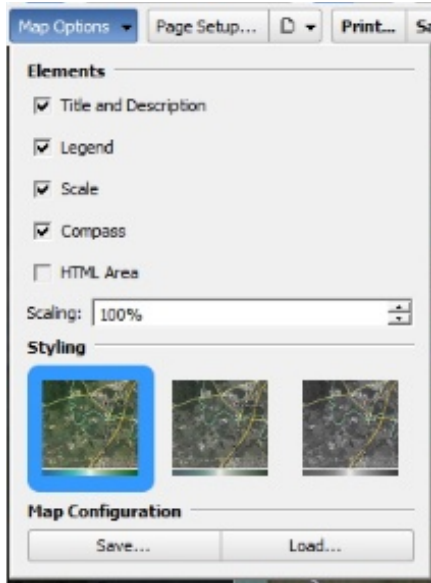 Map Options Page Setup... Print...
Elements
Title and Description
Legend
Scale
Compass
HTML Area
Scaling: 100%
Styling
Map Configuration
Save... Load...